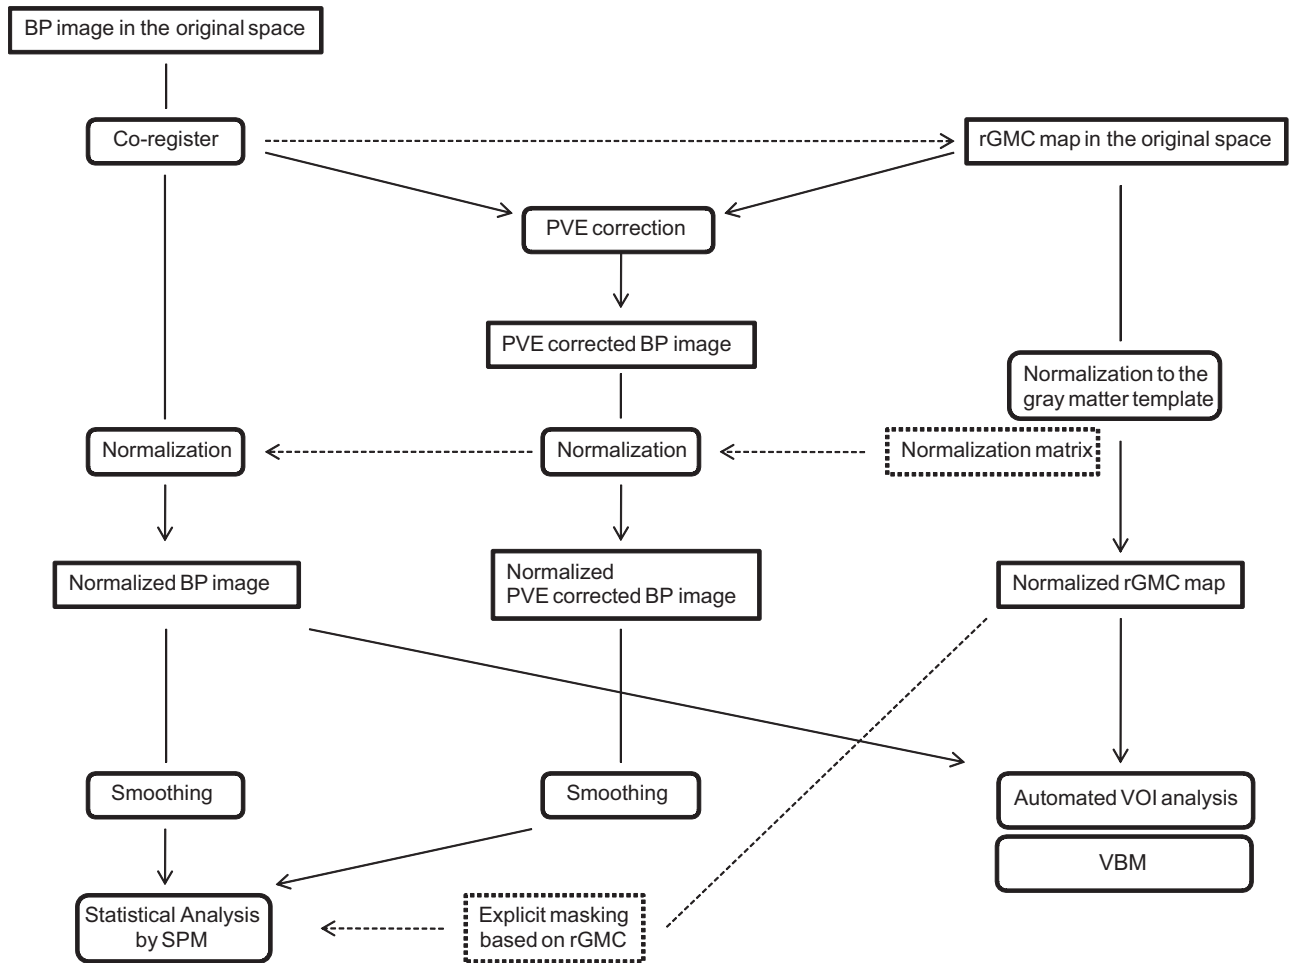 BP image in the original space
Co-register
rGMC map in the original space
PVE correction
PVE corrected BP image
Normalization to the
gray matter template
Normalization
Normalization
Normalization matrix
Normalized BP image
Normalized
PVE corrected BP image
Normalized rGMC map
Smoothing
Smoothing
Automated VOI analysis
VBM
Statistical Analysis
by SPM
Explicit masking
based on rGMC